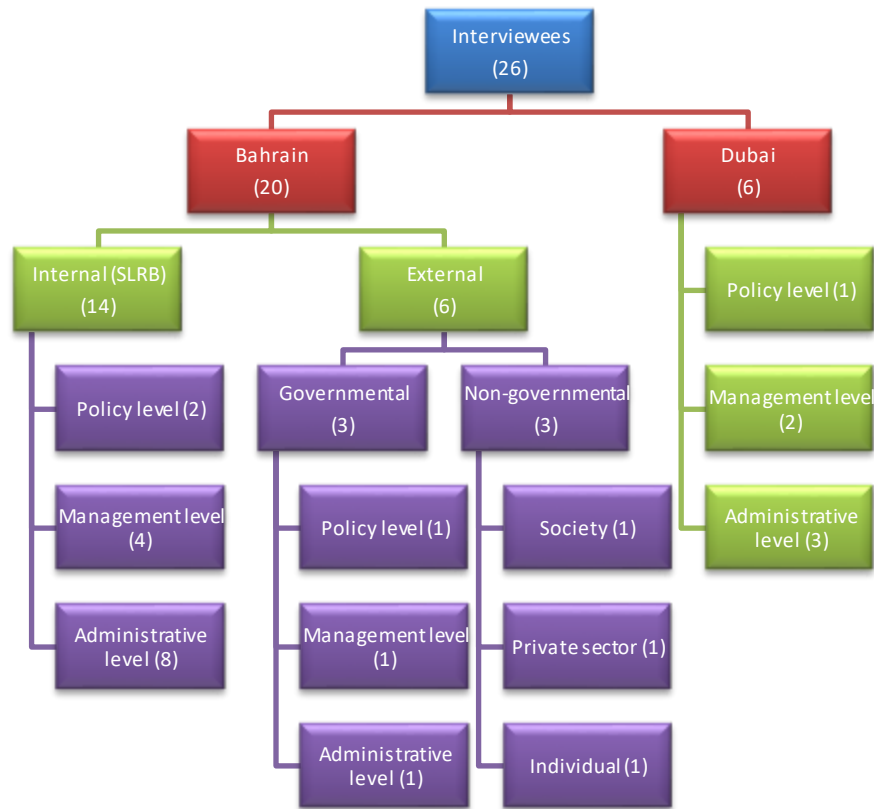 Interviewees
(26)
Bahrain
(20)
Dubai
(6)
Internal (SLRB)
(14)
External
(6)
Policy level (1)
Management level
(2)
Administrative
level (3)
Policy level (2)
Management level
(4)
Administrative
level (8)
Governmental
(3)
Non-governmental
(3)
Policy level (1)
Management level
(1)
Administrative
level (1)
Society (1)
Private sector (1)
Individual (1)